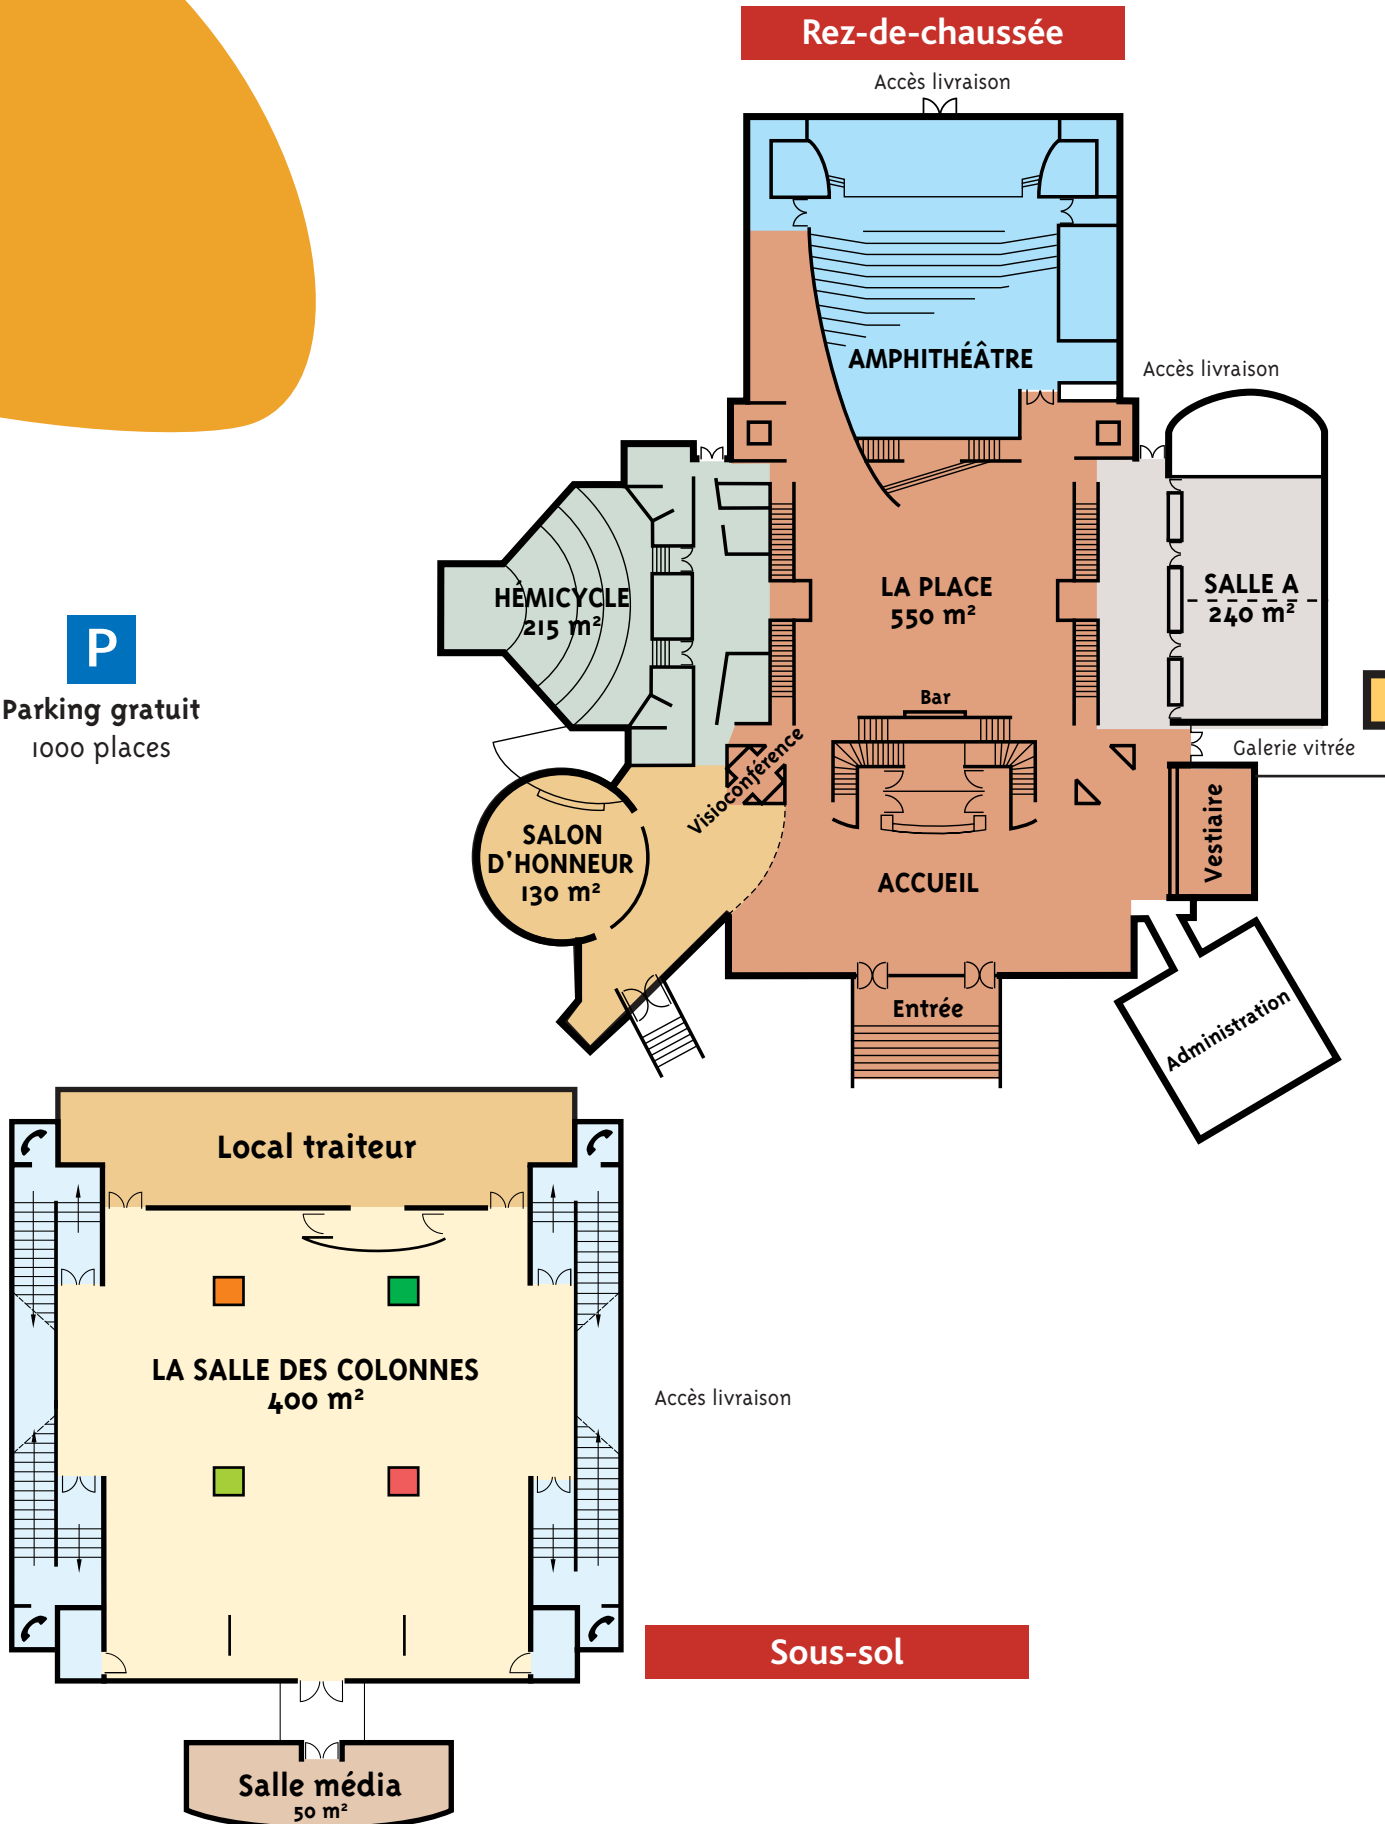 Rez-de-chaussée
Accès livraison
AMPHITHÉÂTRE
Accès livraison
HÉMICYCLE
215 m²
LA PLACE
550 m²
SALLE A
240 m²
P
Parking gratuit
1000 places
Bar
Visioconférence
Galerie vitrée
Vestiaire
SALON
D'HONNEUR
130 m²
ACCUEIL
Entrée
Administration
Local traiteur
LA SALLE DES COLONNES
400 m²
Accès livraison
Sous-sol
Salle média
50 m²